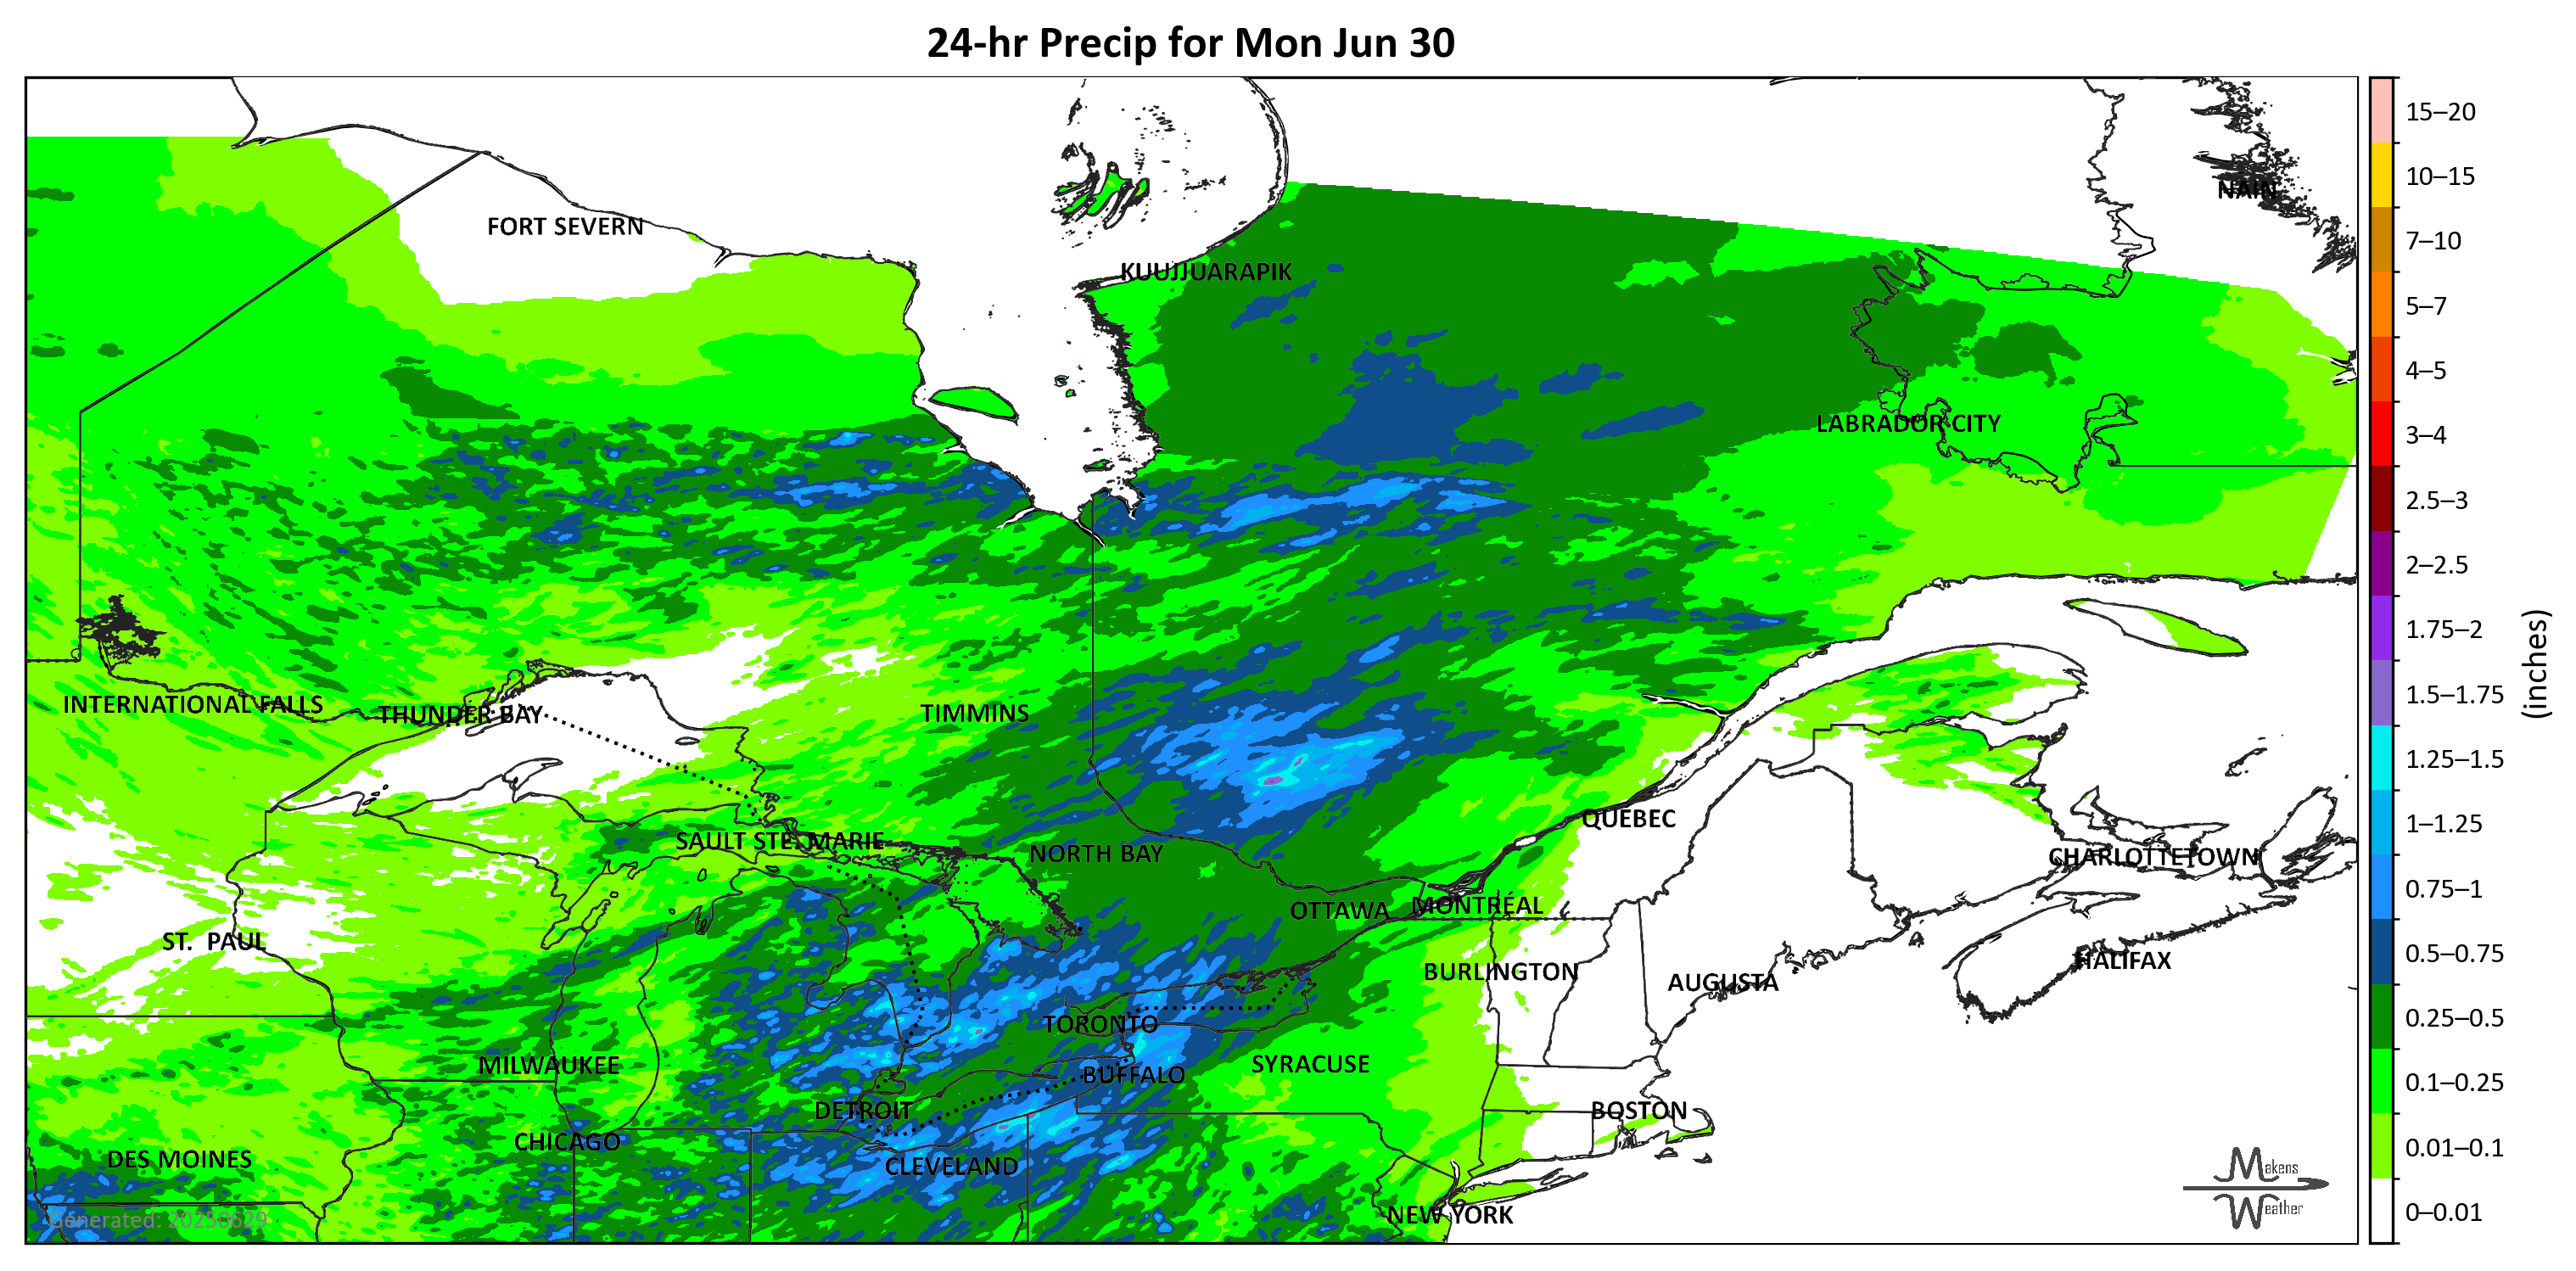 24-hr Precip for Mon Jun 30
NAIN
FORT SEVERN
KUUJJUARAPIK
LABRADOR CITY
INTERNATIONAL FALLS
THUNDER BAY
TIMMINS
QUEBEC
SAULT STE. MARIE
NORTH BAY
CHARLOTTETOWN
OTTAWA
MONTRÉAL
ST. PAUL
HALIFAX
BURLINGTON
AUGUSTA
TORONTO
MILWAUKEE
SYRACUSE
BUFFALO
DETROIT
BOSTON
CHICAGO
DES MOINES
CLEVELAND
NEW YORK
Generated: 20250629
Makens
Weather
15–20
10–15
7–10
5–7
4–5
3–4
2.5–3
2–2.5
1.75–2
1.5–1.75
1.25–1.5
1–1.25
0.75–1
0.5–0.75
0.25–0.5
0.1–0.25
0.01–0.1
0–0.01
(inches)